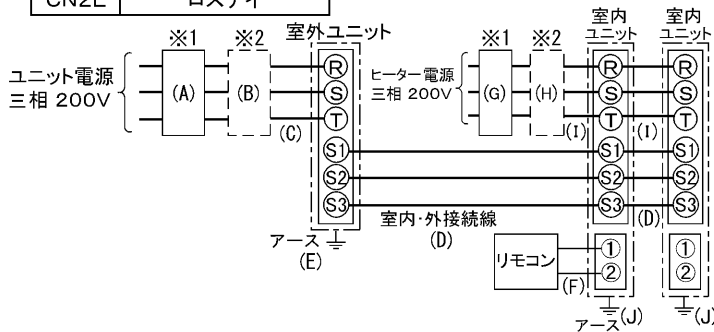 CN2E ロスナイ
※1 ※2 室外ユニット
ユニット電源
三相 200V
(A) (B) (C)
R
S
T
S1
S2
S3
アース
(E)
※1 ※2
ヒーター電源
三相 200V
(G) (H) (I) (I)
室内
ユニット
室内
ユニット
R R
S S
T T
S1 S1
S2 S2
S3 S3
室内・外接続線
(D) (D)
リモコン
(F)
① ①
② ②
アース (J) (J)